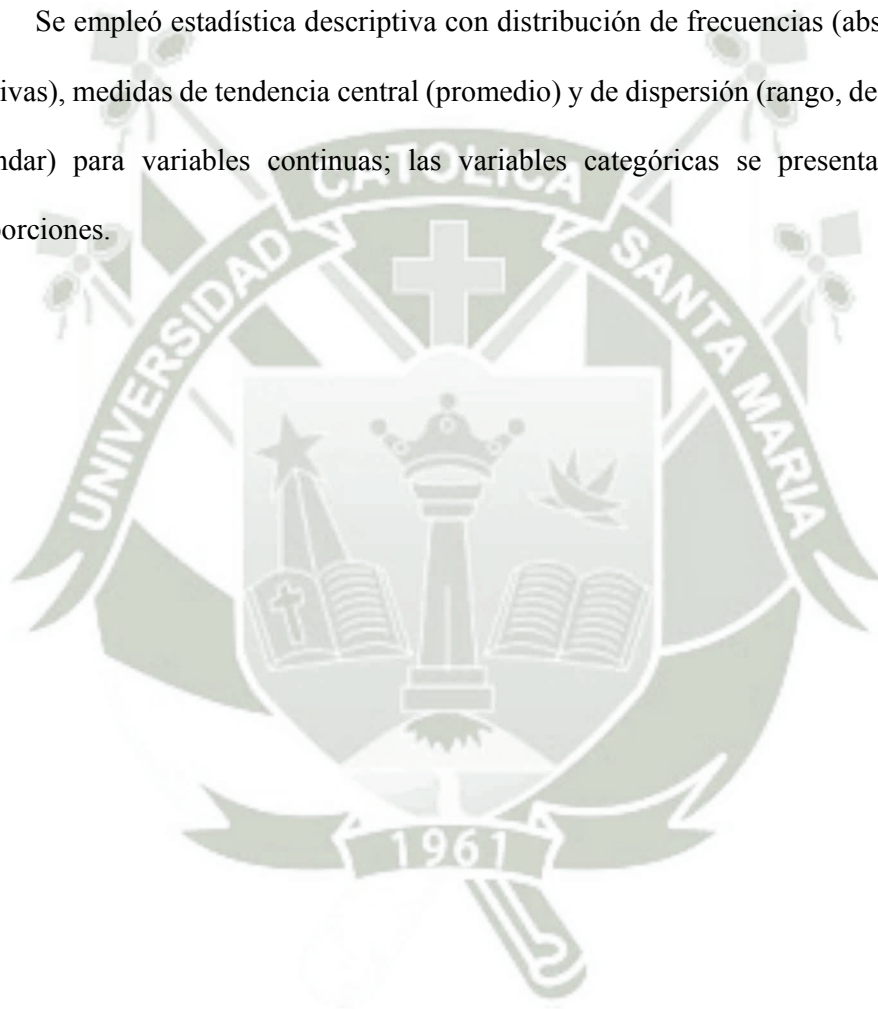 Se empleó estadística descriptiva con distribución de frecuencias (abs
ivas), medidas de tendencia central (promedio) y de dispersión (rango, de
ndar) para variables continuas; las variables categóricas se presenta
porciones.
UNIVERSIDAD CATOLICA SANTA MARIA
1961